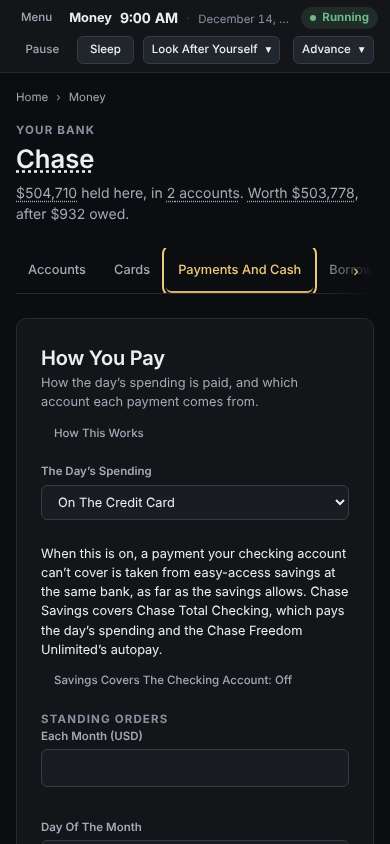 Menu Money 9:00 AM · December 14, ... Running
Pause Sleep Look After Yourself ▾ Advance ▾
Home › Money
YOUR BANK
Chase
$504,710 held here, in 2 accounts. Worth $503,778,
after $932 owed.
Accounts Cards Payments And Cash Borrow ›
How You Pay
How the day’s spending is paid, and which
account each payment comes from.
How This Works
The Day’s Spending
On The Credit Card
When this is on, a payment your checking account
can’t cover is taken from easy-access savings at
the same bank, as far as the savings allows. Chase
Savings covers Chase Total Checking, which pays
the day’s spending and the Chase Freedom
Unlimited’s autopay.
Savings Covers The Checking Account: Off
STANDING ORDERS
Each Month (USD)
Day Of The Month